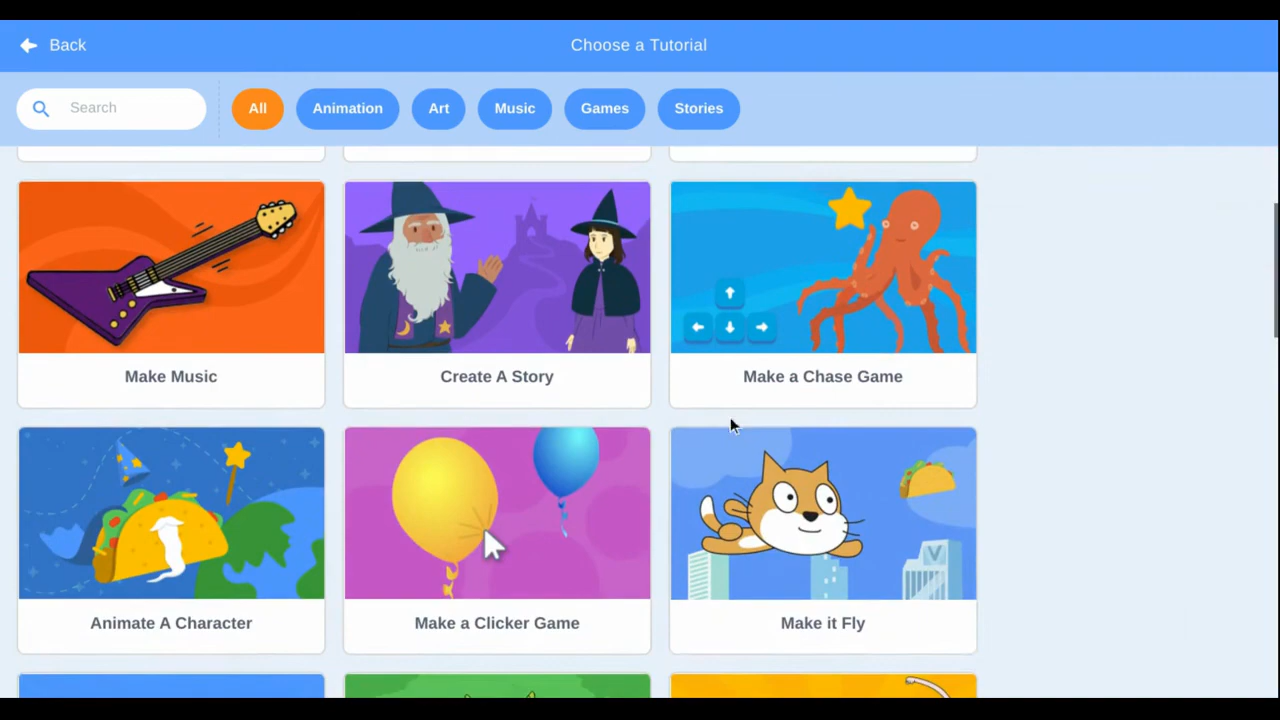 Back
Choose a Tutorial
Search
All
Animation
Art
Music
Games
Stories
Make Music
Create A Story
Make a Chase Game
Animate A Character
Make a Clicker Game
Make it Fly
V